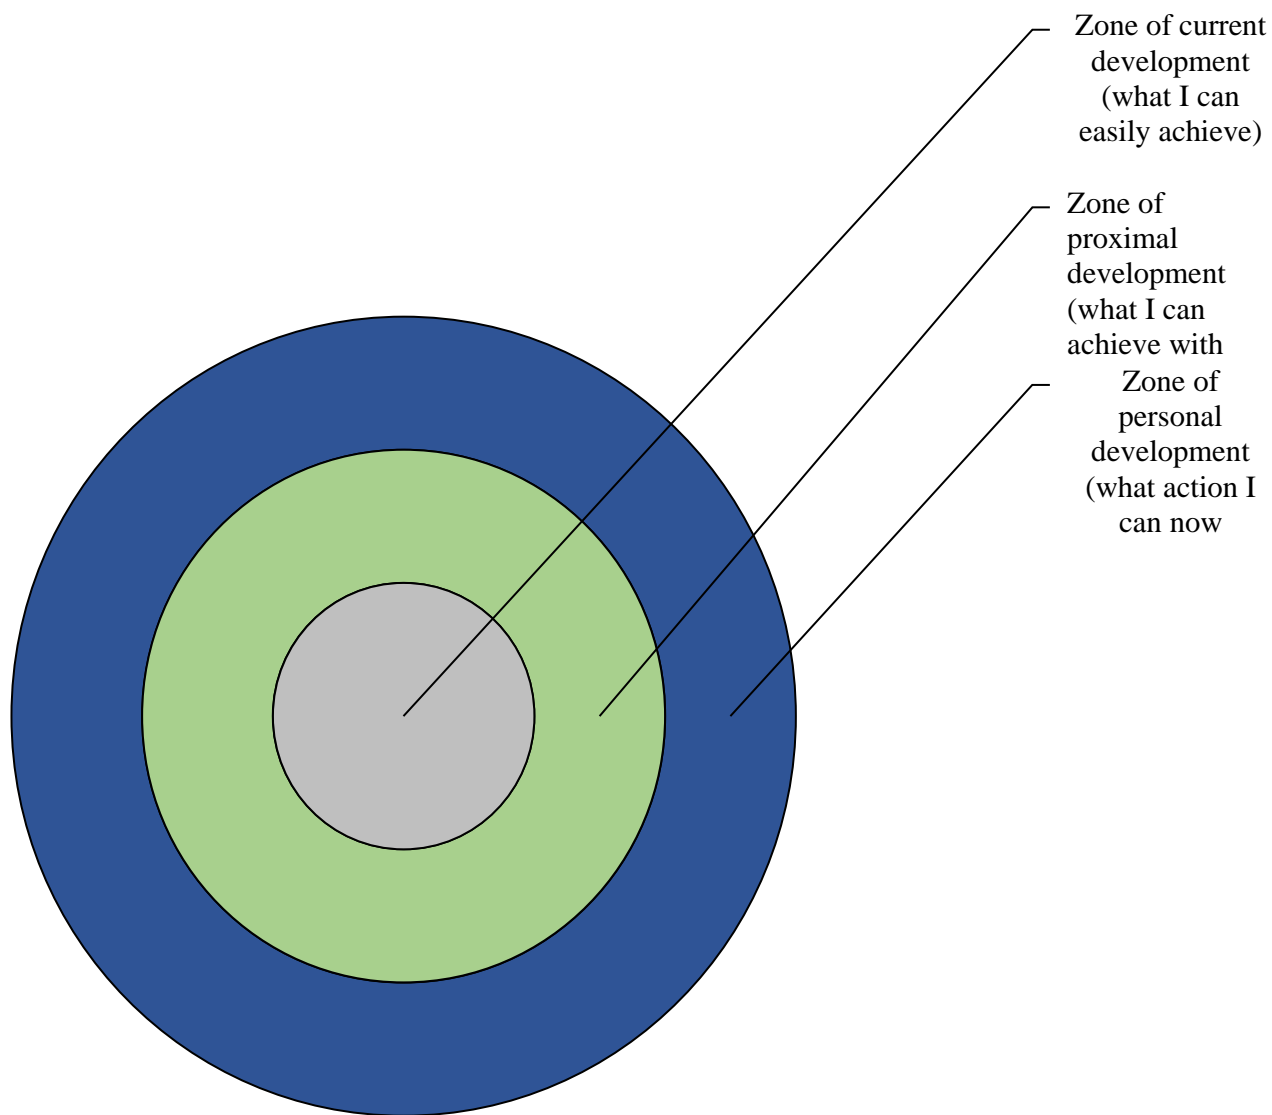 Zone of current
development
(what I can
easily achieve)
Zone of
proximal
development
(what I can
achieve with
Zone of
personal
development
(what action I
can now